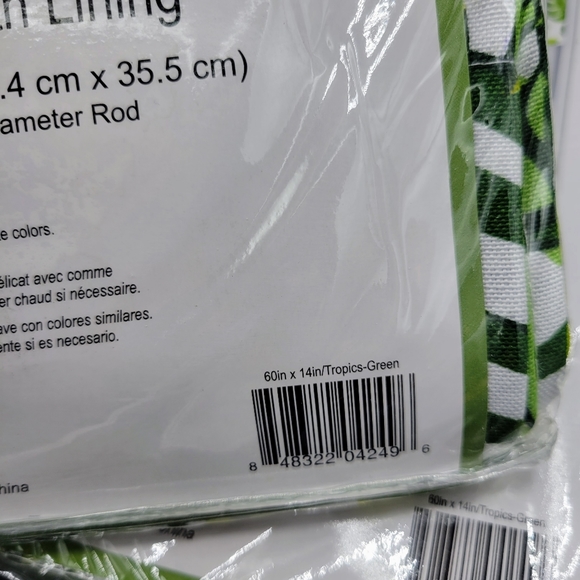 Lining
.4 cm x 35.5 cm)
ameter Rod
e colors.
élicat avec comme
er chaud si nécessaire.
ave con colores similares.
ente si es necesario.
60in x 14in/Tropics-Green
8 48322 04249 6
hina
60in x 14in/Tropics-Green